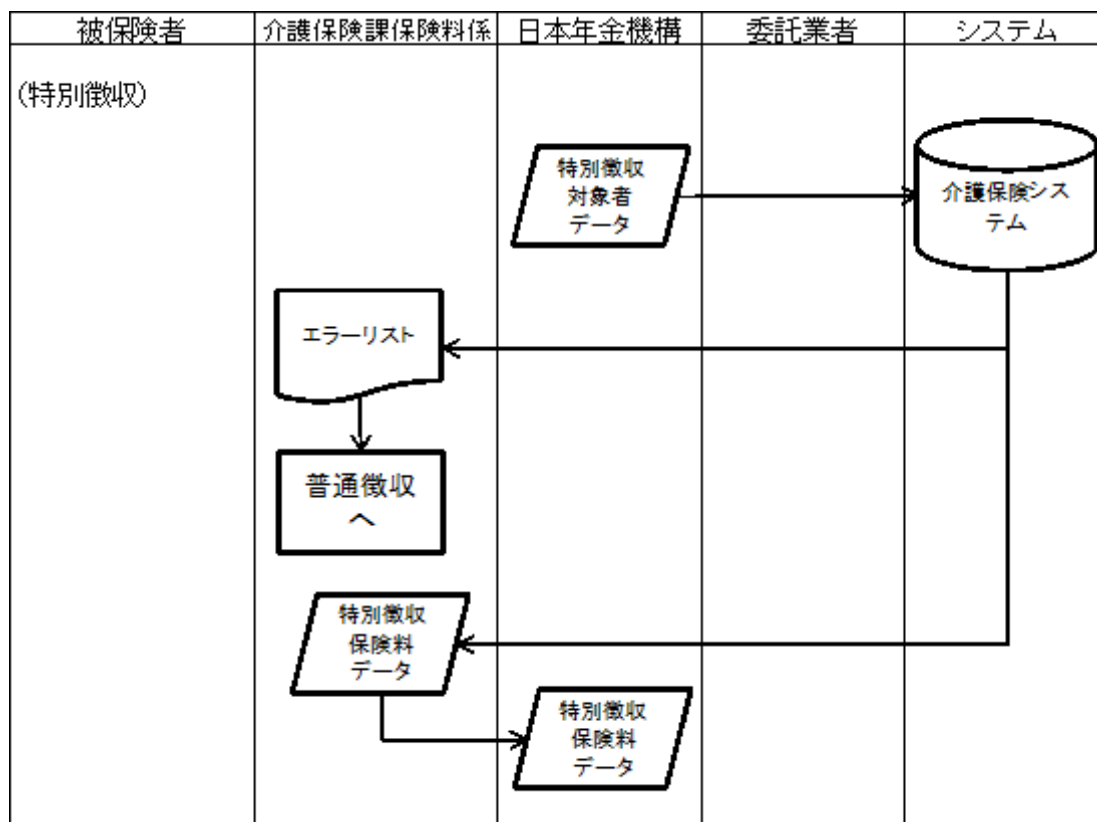 被保険者
介護保険課保険料係
日本年金機構
委託業者
システム
(特別徴収)
特別徴収
対象者
データ
介護保険シス
テム
エラーリスト
普通徴収
へ
特別徴収
保険料
データ
特別徴収
保険料
データ